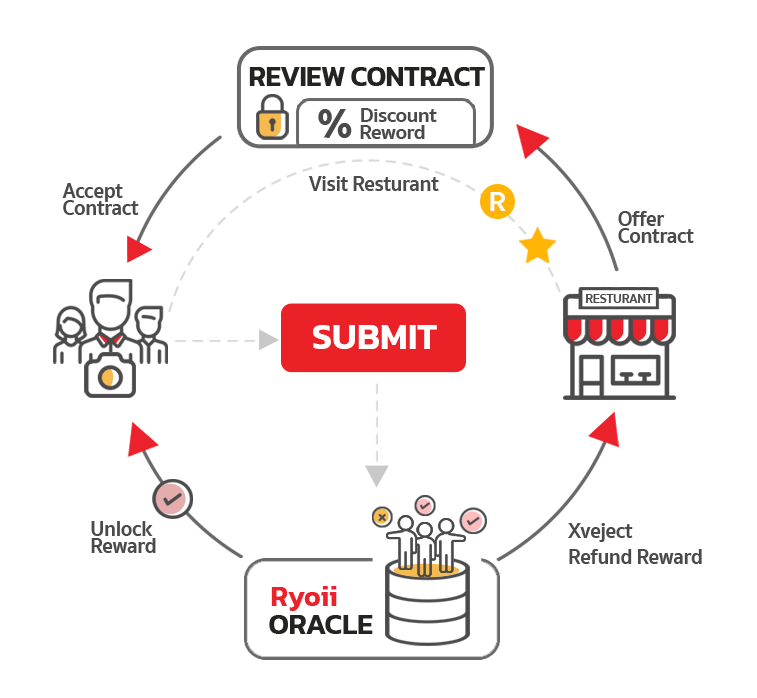 REVIEW CONTRACT
% Discount
Reword
Accept
Contract
Visit Resturant
R
Offer
Contract
RESTURANT
SUBMIT
Unlock
Reward
Xveject
Refund Reward
Ryoii
ORACLE